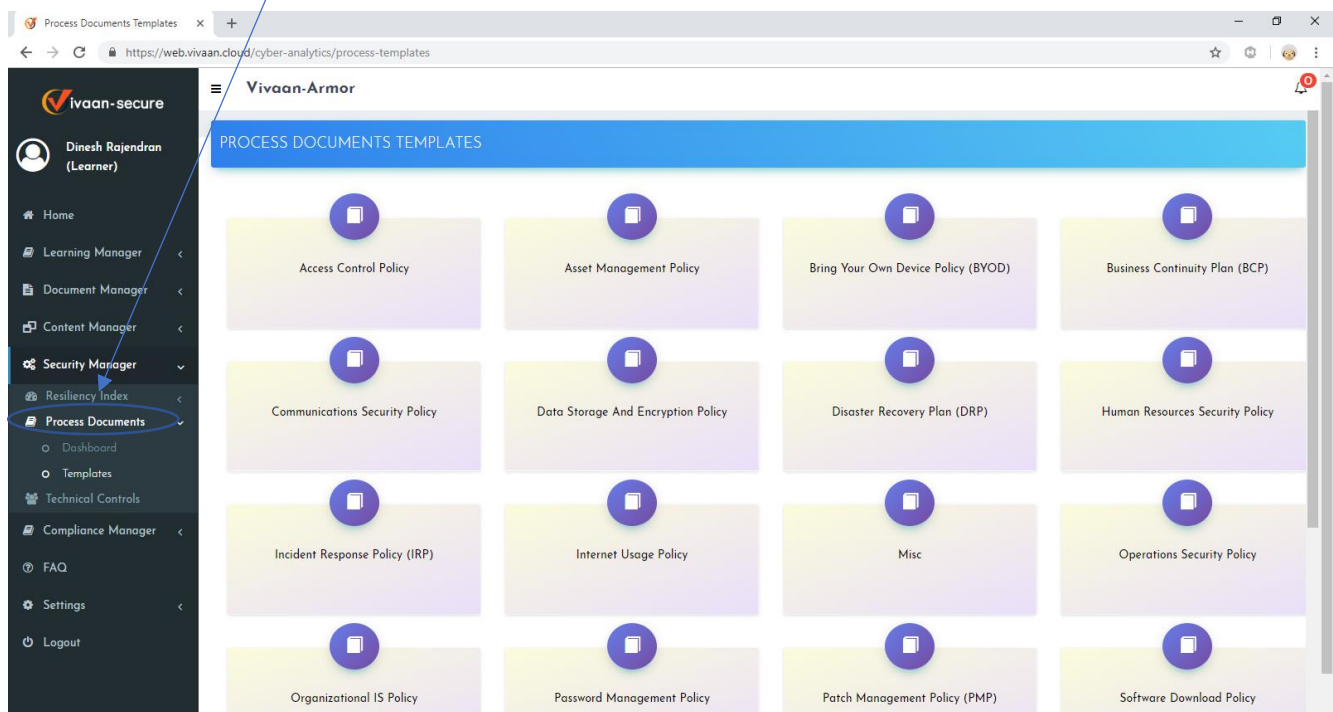 Process Documents Templates
https://web.vivaan.cloud/cyber-analytics/process-templates
Vivaan-secure
Vivaan-Armor
0
Dinesh Rajendran
(Learner)
PROCESS DOCUMENTS TEMPLATES
Home
Learning Manager
Document Manager
Content Manager
Security Manager
Resiliency Index
Process Documents
Dashboard
Templates
Technical Controls
Compliance Manager
FAQ
Settings
Logout
Access Control Policy
Asset Management Policy
Bring Your Own Device Policy (BYOD)
Business Continuity Plan (BCP)
Communications Security Policy
Data Storage And Encryption Policy
Disaster Recovery Plan (DRP)
Human Resources Security Policy
Incident Response Policy (IRP)
Internet Usage Policy
Misc
Operations Security Policy
Organizational IS Policy
Password Management Policy
Patch Management Policy (PMP)
Software Download Policy